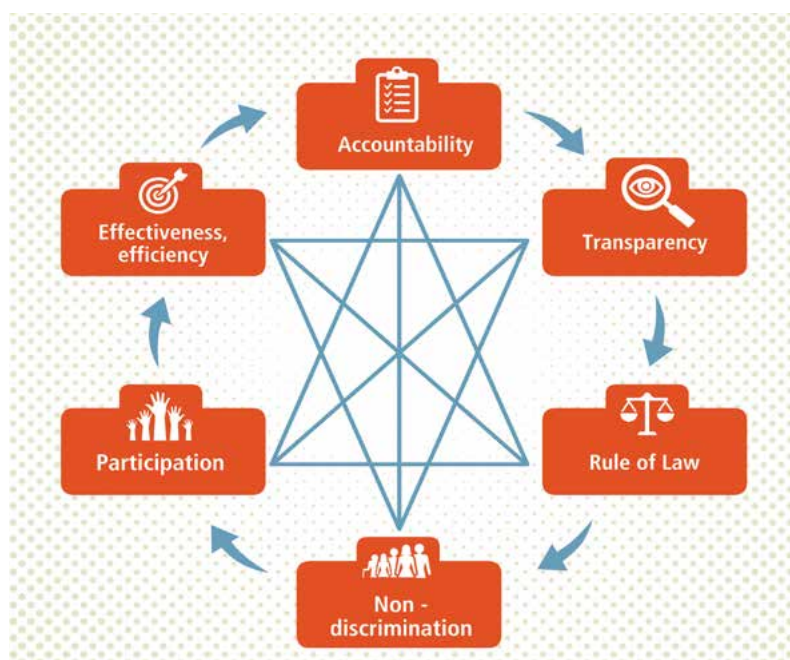 Accountability
Transparency
Rule of Law
Non -
discrimination
Participation
Effectiveness,
efficiency